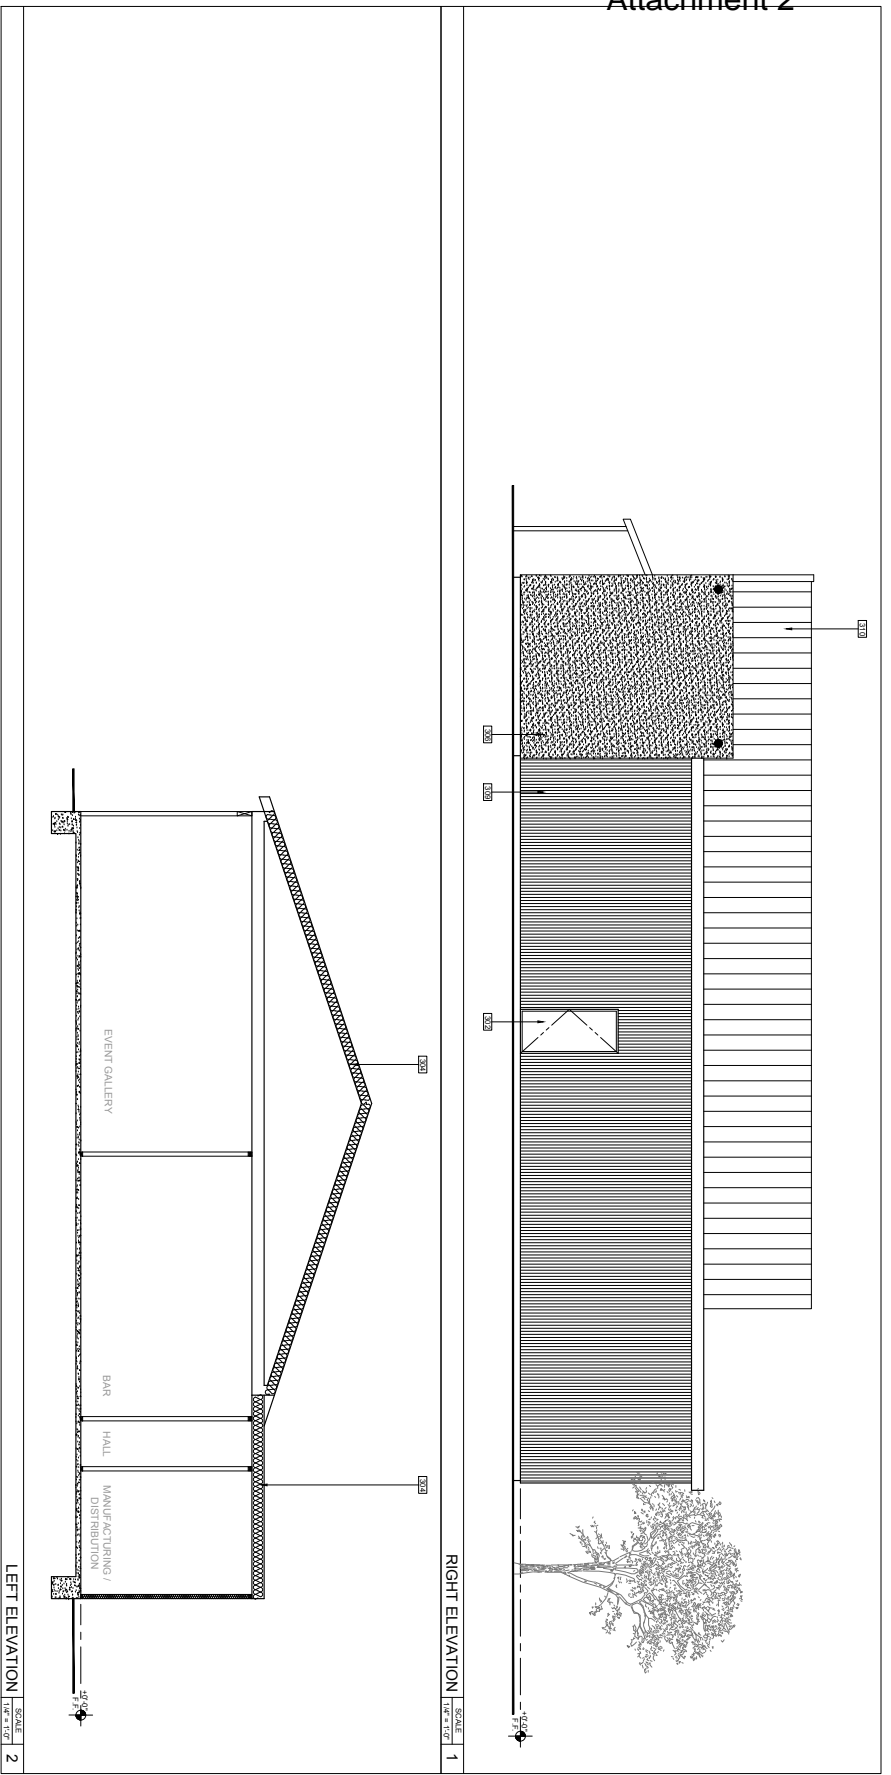 Attachment 2
310
306
309
302
+0'-0"
F.F.
RIGHT ELEVATION
SCALE
1/4" = 1'-0"
1
304
304
EVENT GALLERY
BAR
HALL
MANUFACTURING /
DISTRIBUTION
+0'-0"
F.F.
LEFT ELEVATION
SCALE
1/4" = 1'-0"
2